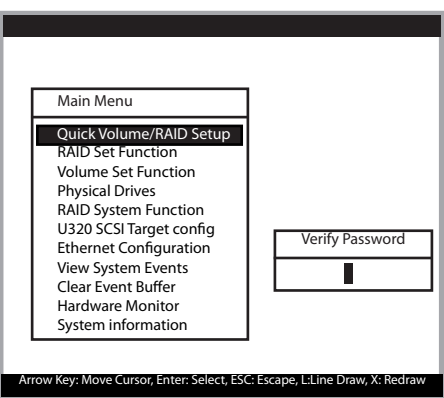 Main Menu
Quick Volume/RAID Setup
RAID Set Function
Volume Set Function
Physical Drives
RAID System Function
U320 SCSI Target config
Ethernet Configuration
View System Events
Clear Event Buffer
Hardware Monitor
System information
Verify Password
Arrow Key: Move Cursor, Enter: Select, ESC: Escape, L:Line Draw, X: Redraw